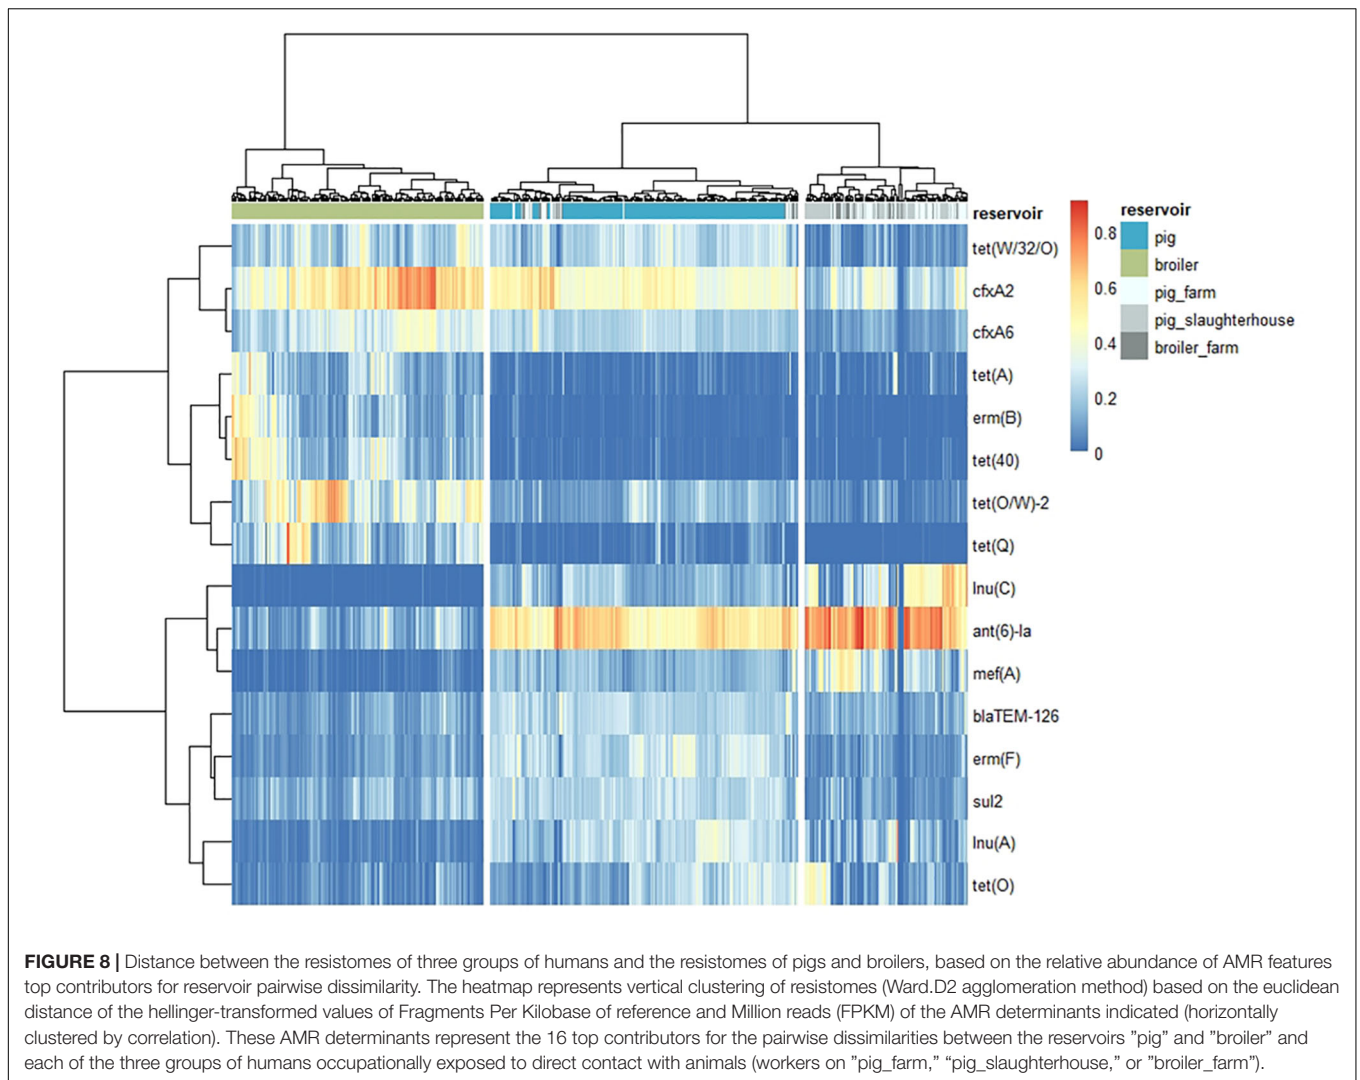 reservoir
tet(W/32/O)
cfxA2
cfxA6
tet(A)
erm(B)
tet(40)
tet(O/W)-2
tet(Q)
lnu(C)
ant(6)-Ia
mef(A)
blaTEM-126
erm(F)
sul2
lnu(A)
tet(O)
0.8
0.6
0.4
0.2
0
reservoir
pig
broiler
pig_farm
pig_slaughterhouse
broiler_farm
FIGURE 8 | Distance between the resistomes of three groups of humans and the resistomes of pigs and broilers, based on the relative abundance of AMR features
top contributors for reservoir pairwise dissimilarity. The heatmap represents vertical clustering of resistomes (Ward.D2 agglomeration method) based on the euclidean
distance of the hellinger-transformed values of Fragments Per Kilobase of reference and Million reads (FPKM) of the AMR determinants indicated (horizontally
clustered by correlation). These AMR determinants represent the 16 top contributors for the pairwise dissimilarities between the reservoirs ”pig” and ”broiler” and
each of the three groups of humans occupationally exposed to direct contact with animals (workers on ”pig_farm,” “pig_slaughterhouse,” or ”broiler_farm”).